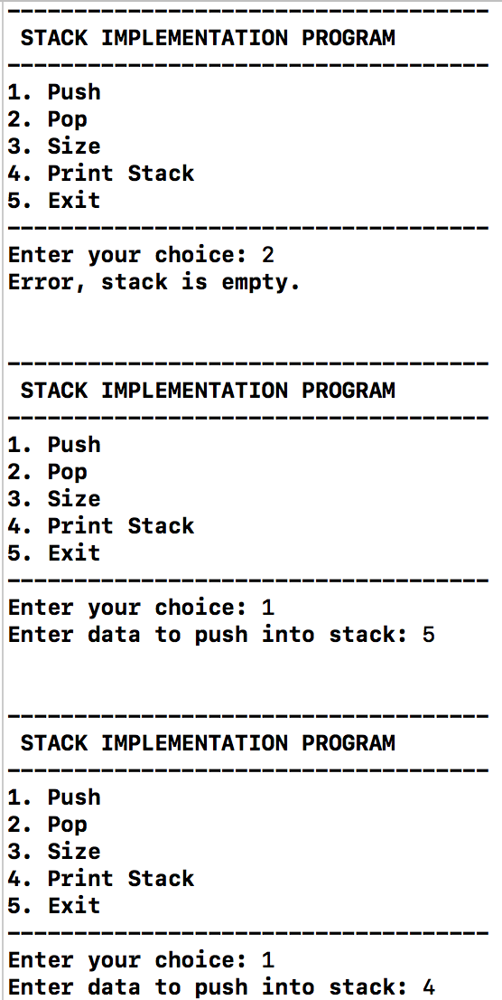 ------------------------------------
STACK IMPLEMENTATION PROGRAM
------------------------------------
1. Push
2. Pop
3. Size
4. Print Stack
5. Exit
------------------------------------
Enter your choice: 2
Error, stack is empty.
------------------------------------
STACK IMPLEMENTATION PROGRAM
------------------------------------
1. Push
2. Pop
3. Size
4. Print Stack
5. Exit
------------------------------------
Enter your choice: 1
Enter data to push into stack: 5
------------------------------------
STACK IMPLEMENTATION PROGRAM
------------------------------------
1. Push
2. Pop
3. Size
4. Print Stack
5. Exit
------------------------------------
Enter your choice: 1
Enter data to push into stack: 4